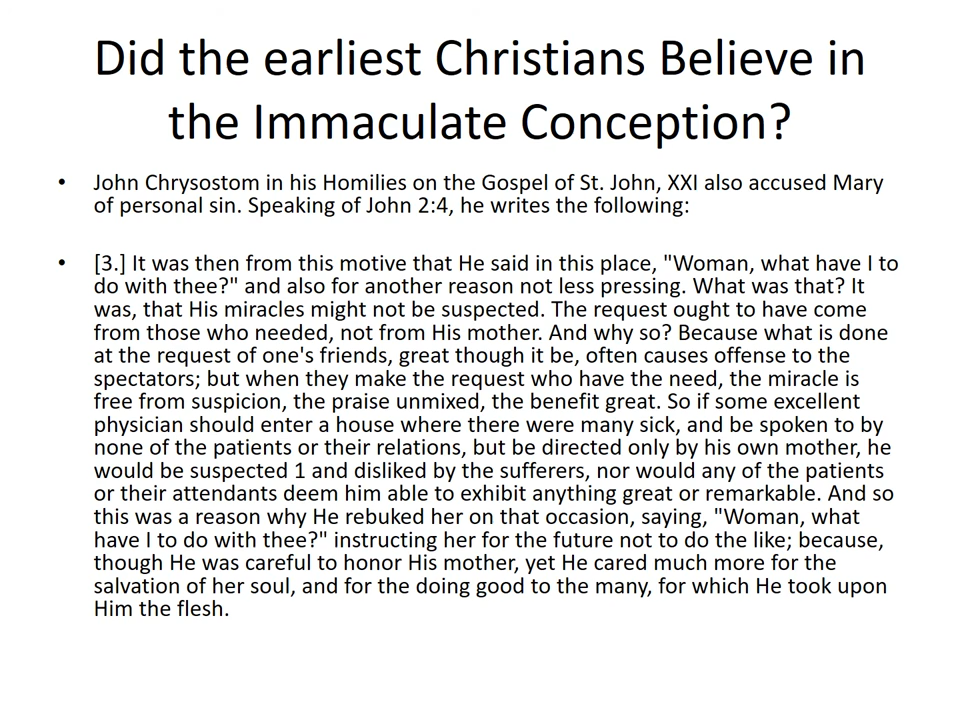 Did the earliest Christians Believe in
the Immaculate Conception?
• John Chrysostom in his Homilies on the Gospel of St. John, XXI also accused Mary
of personal sin. Speaking of John 2:4, he writes the following:
• [3.] It was then from this motive that He said in this place, "Woman, what have I to
do with thee?" and also for another reason not less pressing. What was that? It
was, that His miracles might not be suspected. The request ought to have come
from those who needed, not from His mother. And why so? Because what is done
at the request of one's friends, great though it be, often causes offense to the
spectators; but when they make the request who have the need, the miracle is
free from suspicion, the praise unmixed, the benefit great. So if some excellent
physician should enter a house where there were many sick, and be spoken to by
none of the patients or their relations, but be directed only by his own mother, he
would be suspected 1 and disliked by the sufferers, nor would any of the patients
or their attendants deem him able to exhibit anything great or remarkable. And so
this was a reason why He rebuked her on that occasion, saying, "Woman, what
have I to do with thee?" instructing her for the future not to do the like; because,
though He was careful to honor His mother, yet He cared much more for the
salvation of her soul, and for the doing good to the many, for which He took upon
Him the flesh.